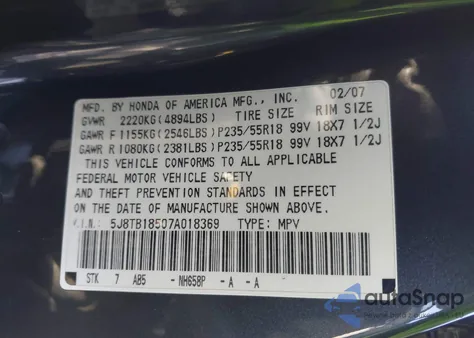 MFD. BY HONDA OF AMERICA MFG., INC. 02/07
GVWR 2220KG(4894LBS) TIRE SIZE RIM SIZE
GAWR F 1155KG(2546LBS) P235/55R18 99V 18X7 1/2J
GAWR R 1080KG(2381LBS) P235/55R18 99V 18X7 1/2J
THIS VEHICLE CONFORMS TO ALL APPLICABLE
FEDERAL MOTOR VEHICLE SAFETY
AND THEFT PREVENTION STANDARDS IN EFFECT
ON THE DATE OF MANUFACTURE SHOWN ABOVE.
V.I.N.: 5J8TB18507A018369 TYPE: MPV
STK 7 AB5 - NH658P - A - A
autoSnap